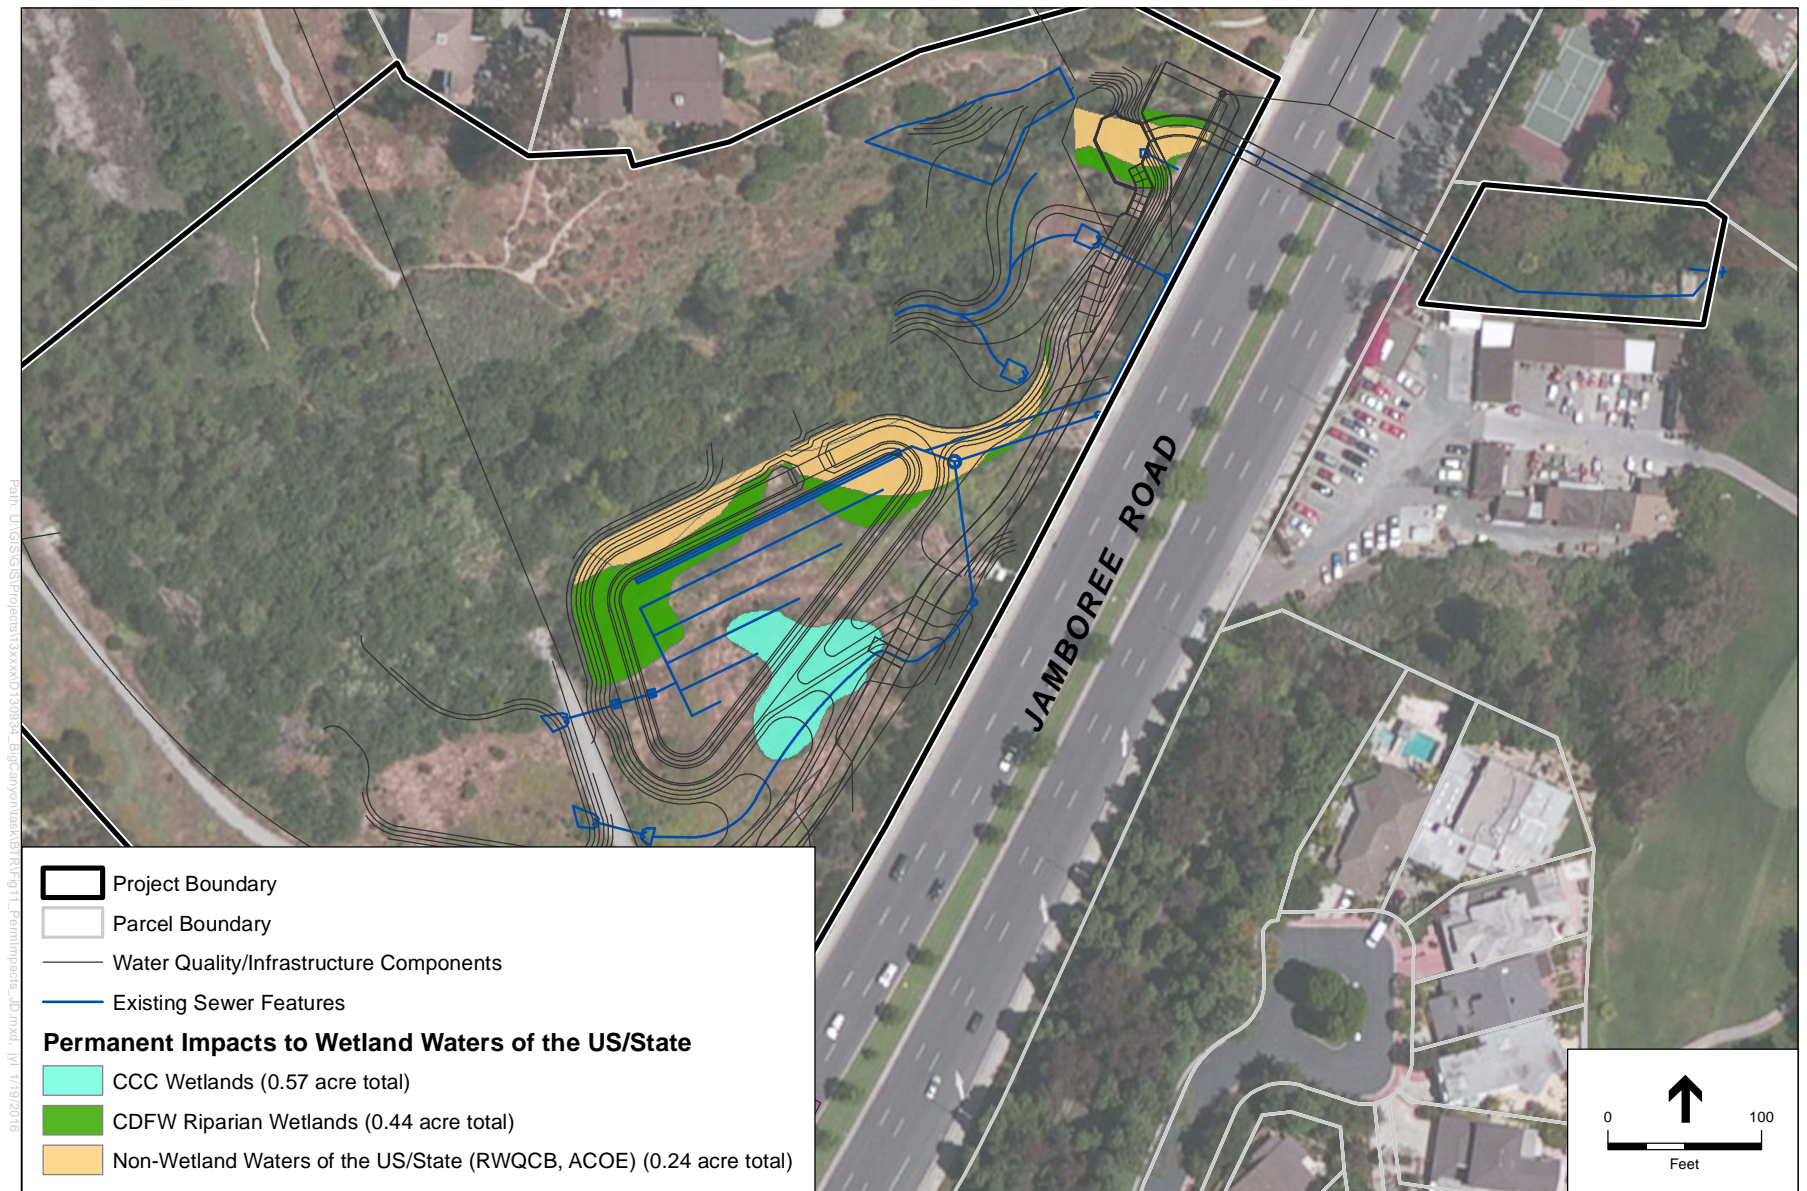 JAMBOREE ROAD
Project Boundary
Parcel Boundary
Water Quality/Infrastructure Components
Existing Sewer Features
Permanent Impacts to Wetland Waters of the US/State
CCC Wetlands (0.57 acre total)
CDFW Riparian Wetlands (0.44 acre total)
Non-Wetland Waters of the US/State (RWQCB, ACOE) (0.24 acre total)
0 100
Feet